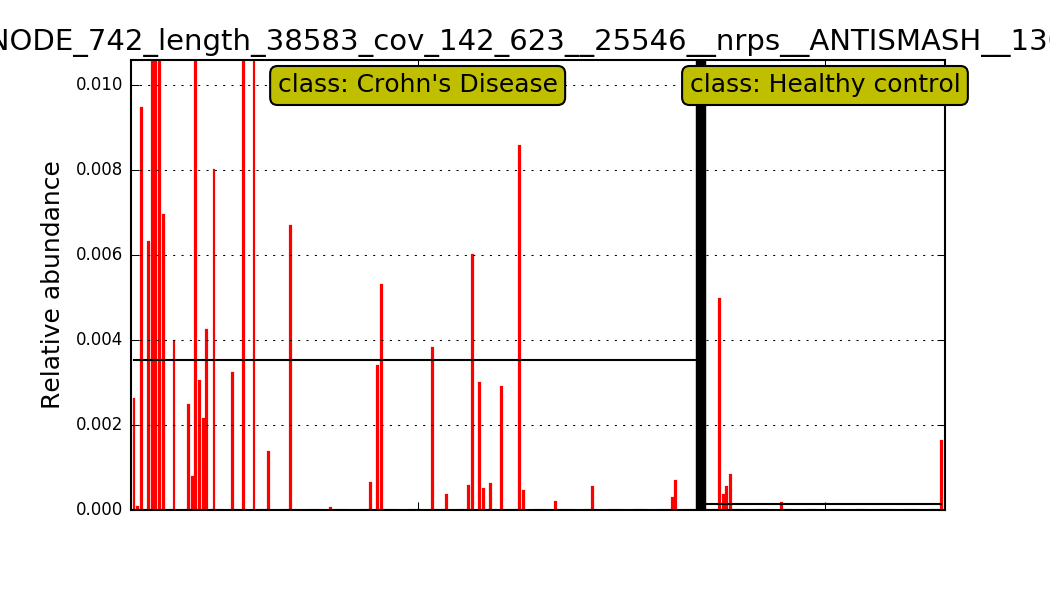 NODE_742_length_38583_cov_142_623__25546__nrps__ANTISMASH__13
class: Crohn's Disease
class: Healthy control
Relative abundance
0.010
0.008
0.006
0.004
0.002
0.000